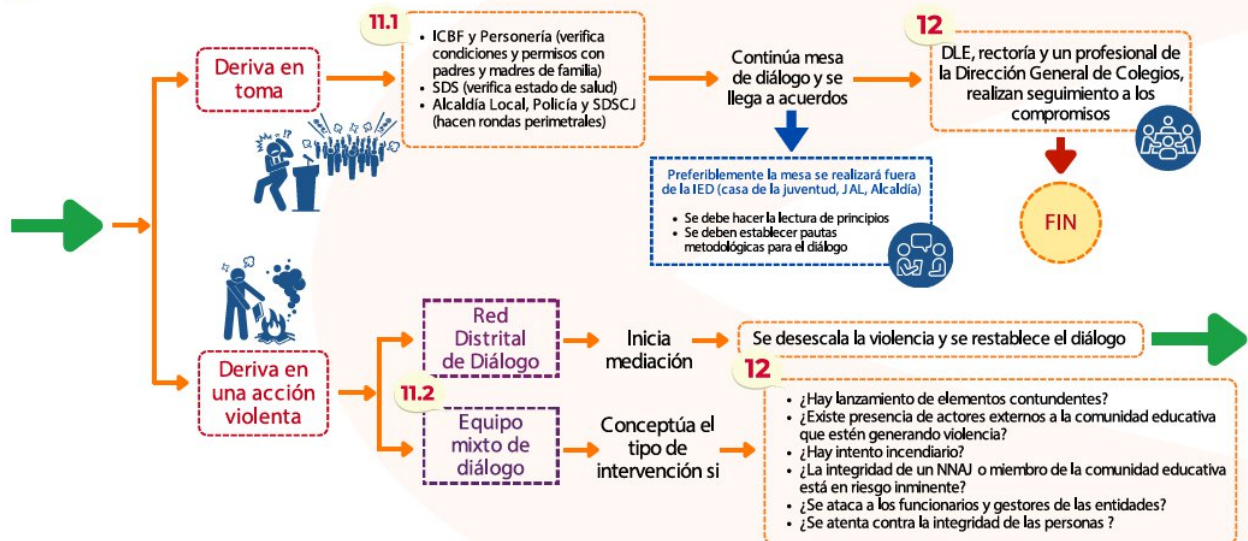 Deriva en
toma
11.1
• ICBF y Personería (verifica
condiciones y permisos con
padres y madres de familia)
• SDS (verifica estado de salud)
• Alcaldía Local, Policía y SDSCJ
(hacen rondas perimetrales)
Continúa mesa
de diálogo y se
llega a acuerdos
12
DLE, rectoría y un profesional de
la Dirección General de Colegios,
realizan seguimiento a los
compromisos
Preferiblemente la mesa se realizará fuera
de la IED (casa de la juventud, JAL, Alcaldía)
• Se debe hacer la lectura de principios
• Se deben establecer pautas
metodológicas para el diálogo
FIN
!?
Deriva en
una acción
violenta
Red
Distrital
de Diálogo
Inicia
mediación
Se desescala la violencia y se restablece el diálogo
11.2
Equipo
mixto de
diálogo
Conceptúa el
tipo de
intervención si
12
• ¿Hay lanzamiento de elementos contundentes?
• ¿Existe presencia de actores externos a la comunidad educativa
que estén generando violencia?
• ¿Hay intento incendiario?
• ¿La integridad de un NNAJ o miembro de la comunidad educativa
está en riesgo inminente?
• ¿Se ataca a los funcionarios y gestores de las entidades?
• ¿Se atenta contra la integridad de las personas ?